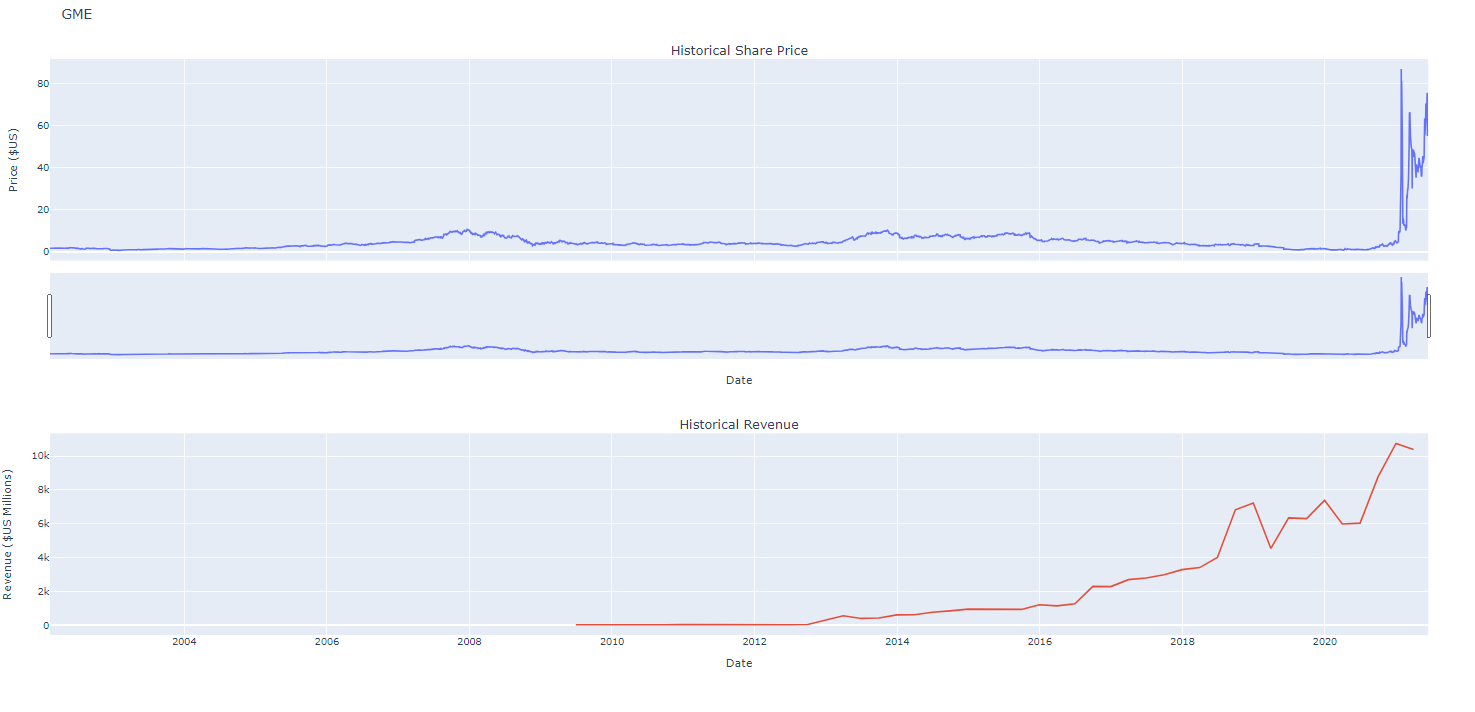 GME
Historical Share Price
Price ($US)
80
60
40
20
0
Date
Historical Revenue
Revenue ($US Millions)
10k
8k
6k
4k
2k
0
2004 2006 2008 2010 2012 2014 2016 2018 2020
Date